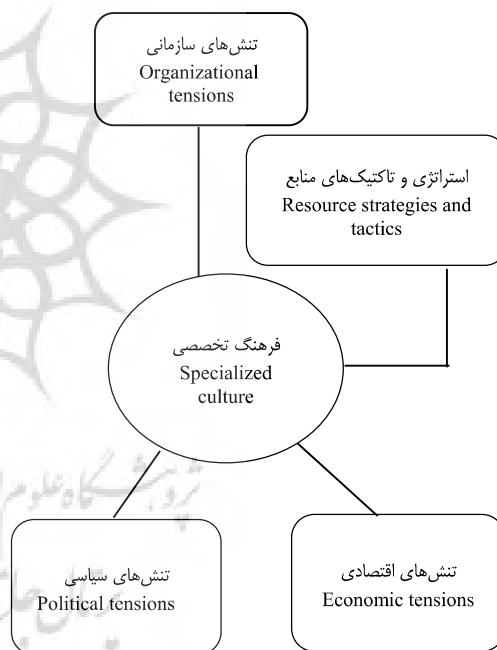 تنش‌های سازمانی
Organizational
tensions
استراتژی و تاکتیک‌های منابع
Resource strategies and
tactics
فرهنگ تخصصی
Specialized
culture
تنش‌های سیاسی
Political tensions
تنش‌های اقتصادی
Economic tensions